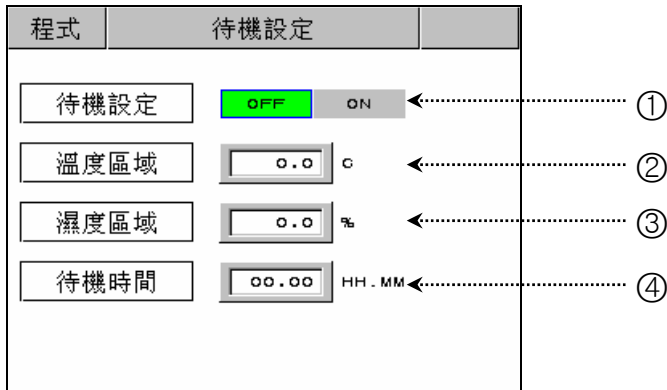 程式 待機設定
待機設定 OFF ON ①
溫度區域 0.0 C ②
濕度區域 0.0 % ③
待機時間 00.00 HH.MM ④